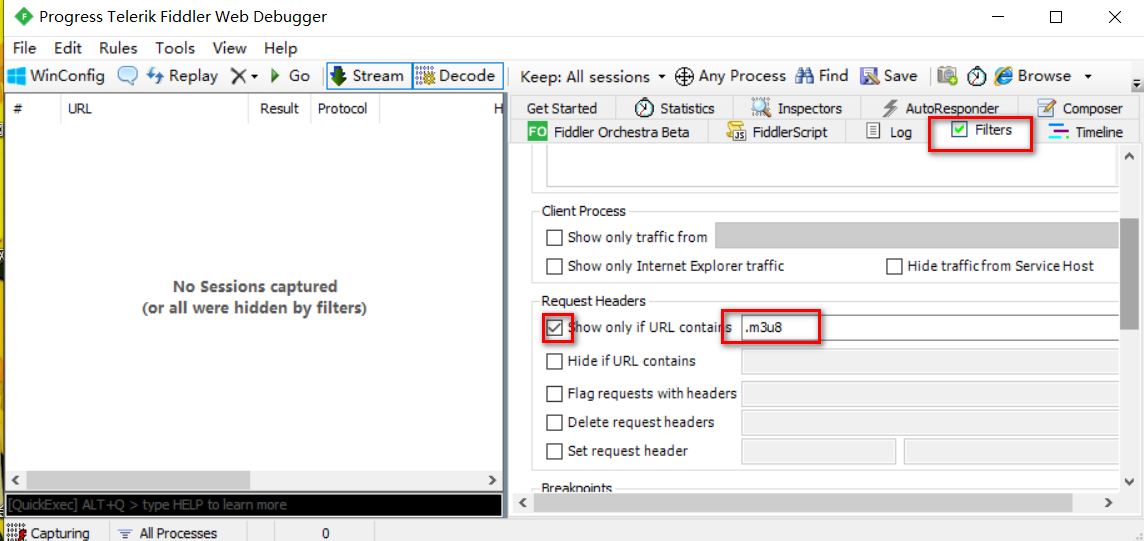 Progress Telerik Fiddler Web Debugger
File Edit Rules Tools View Help
WinConfig Replay Go Stream Decode Keep: All sessions Any Process Find Save Browse
# URL Result Protocol H
Get Started Statistics Inspectors AutoResponder Composer
FO Fiddler Orchestra Beta JS FiddlerScript Log Filters Timeline
Client Process
Show only traffic from
Show only Internet Explorer traffic Hide traffic from Service Host
No Sessions captured
(or all were hidden by filters)
Request Headers
Show only if URL contains .m3u8
Hide if URL contains
Flag requests with headers
Delete request headers
Set request header
Breakpoints
[QuickExec] ALT+Q > type HELP to learn more
Capturing All Processes 0